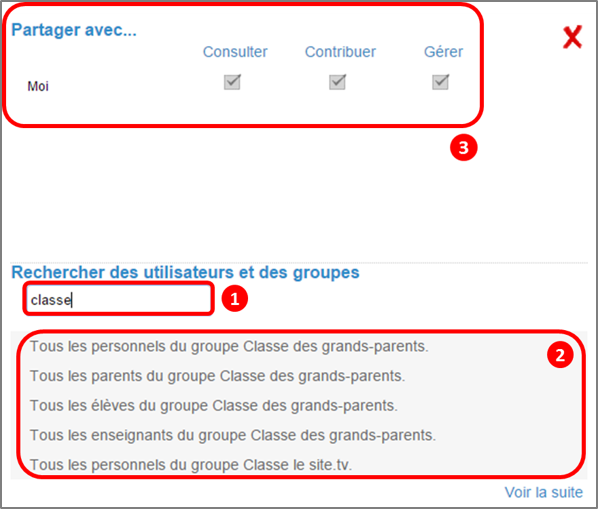 Partager avec...
Consulter Contribuer Gérer
Moi
3
Rechercher des utilisateurs et des groupes
classe
1
Tous les personnels du groupe Classe des grands-parents.
2
Tous les parents du groupe Classe des grands-parents.
Tous les élèves du groupe Classe des grands-parents.
Tous les enseignants du groupe Classe des grands-parents.
Tous les personnels du groupe Classe le site.tv.
Voir la suite